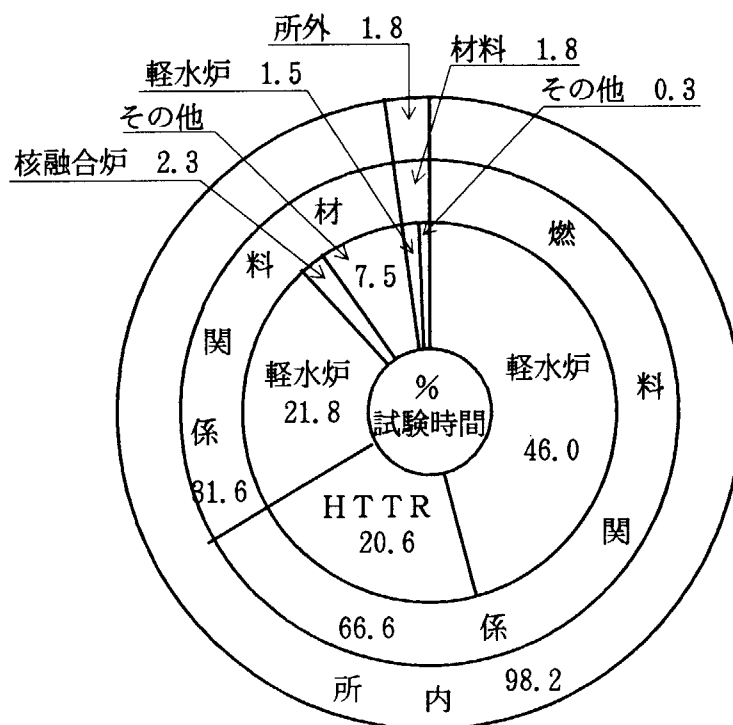 所外 1.8
材料 1.8
軽水炉 1.5
その他 0.3
その他
核融合炉 2.3
7.5
材料関係
31.6
燃料関係
66.6
軽水炉
21.8
軽水炉
46.0
%
試験時間
HTTR
20.6
所内 98.2